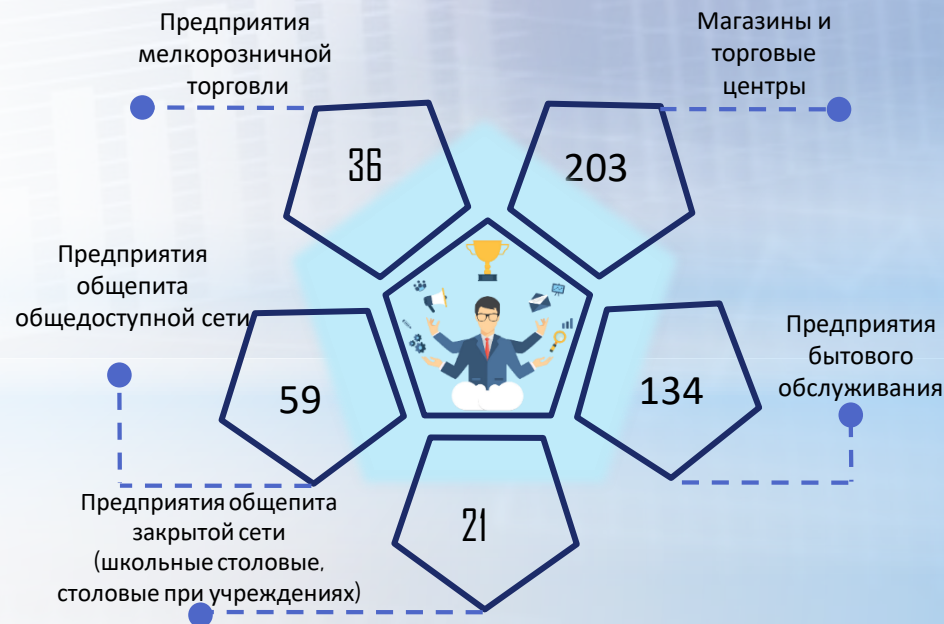 Предприятия
мелкорозничной
торговли
36
Магазины и
торговые
центры
203
Предприятия
общепита
общедоступной сети
59
Предприятия
бытового
обслуживания
134
Предприятия общепита
закрытой сети
(школьные столовые,
столовые при учреждениях)
21